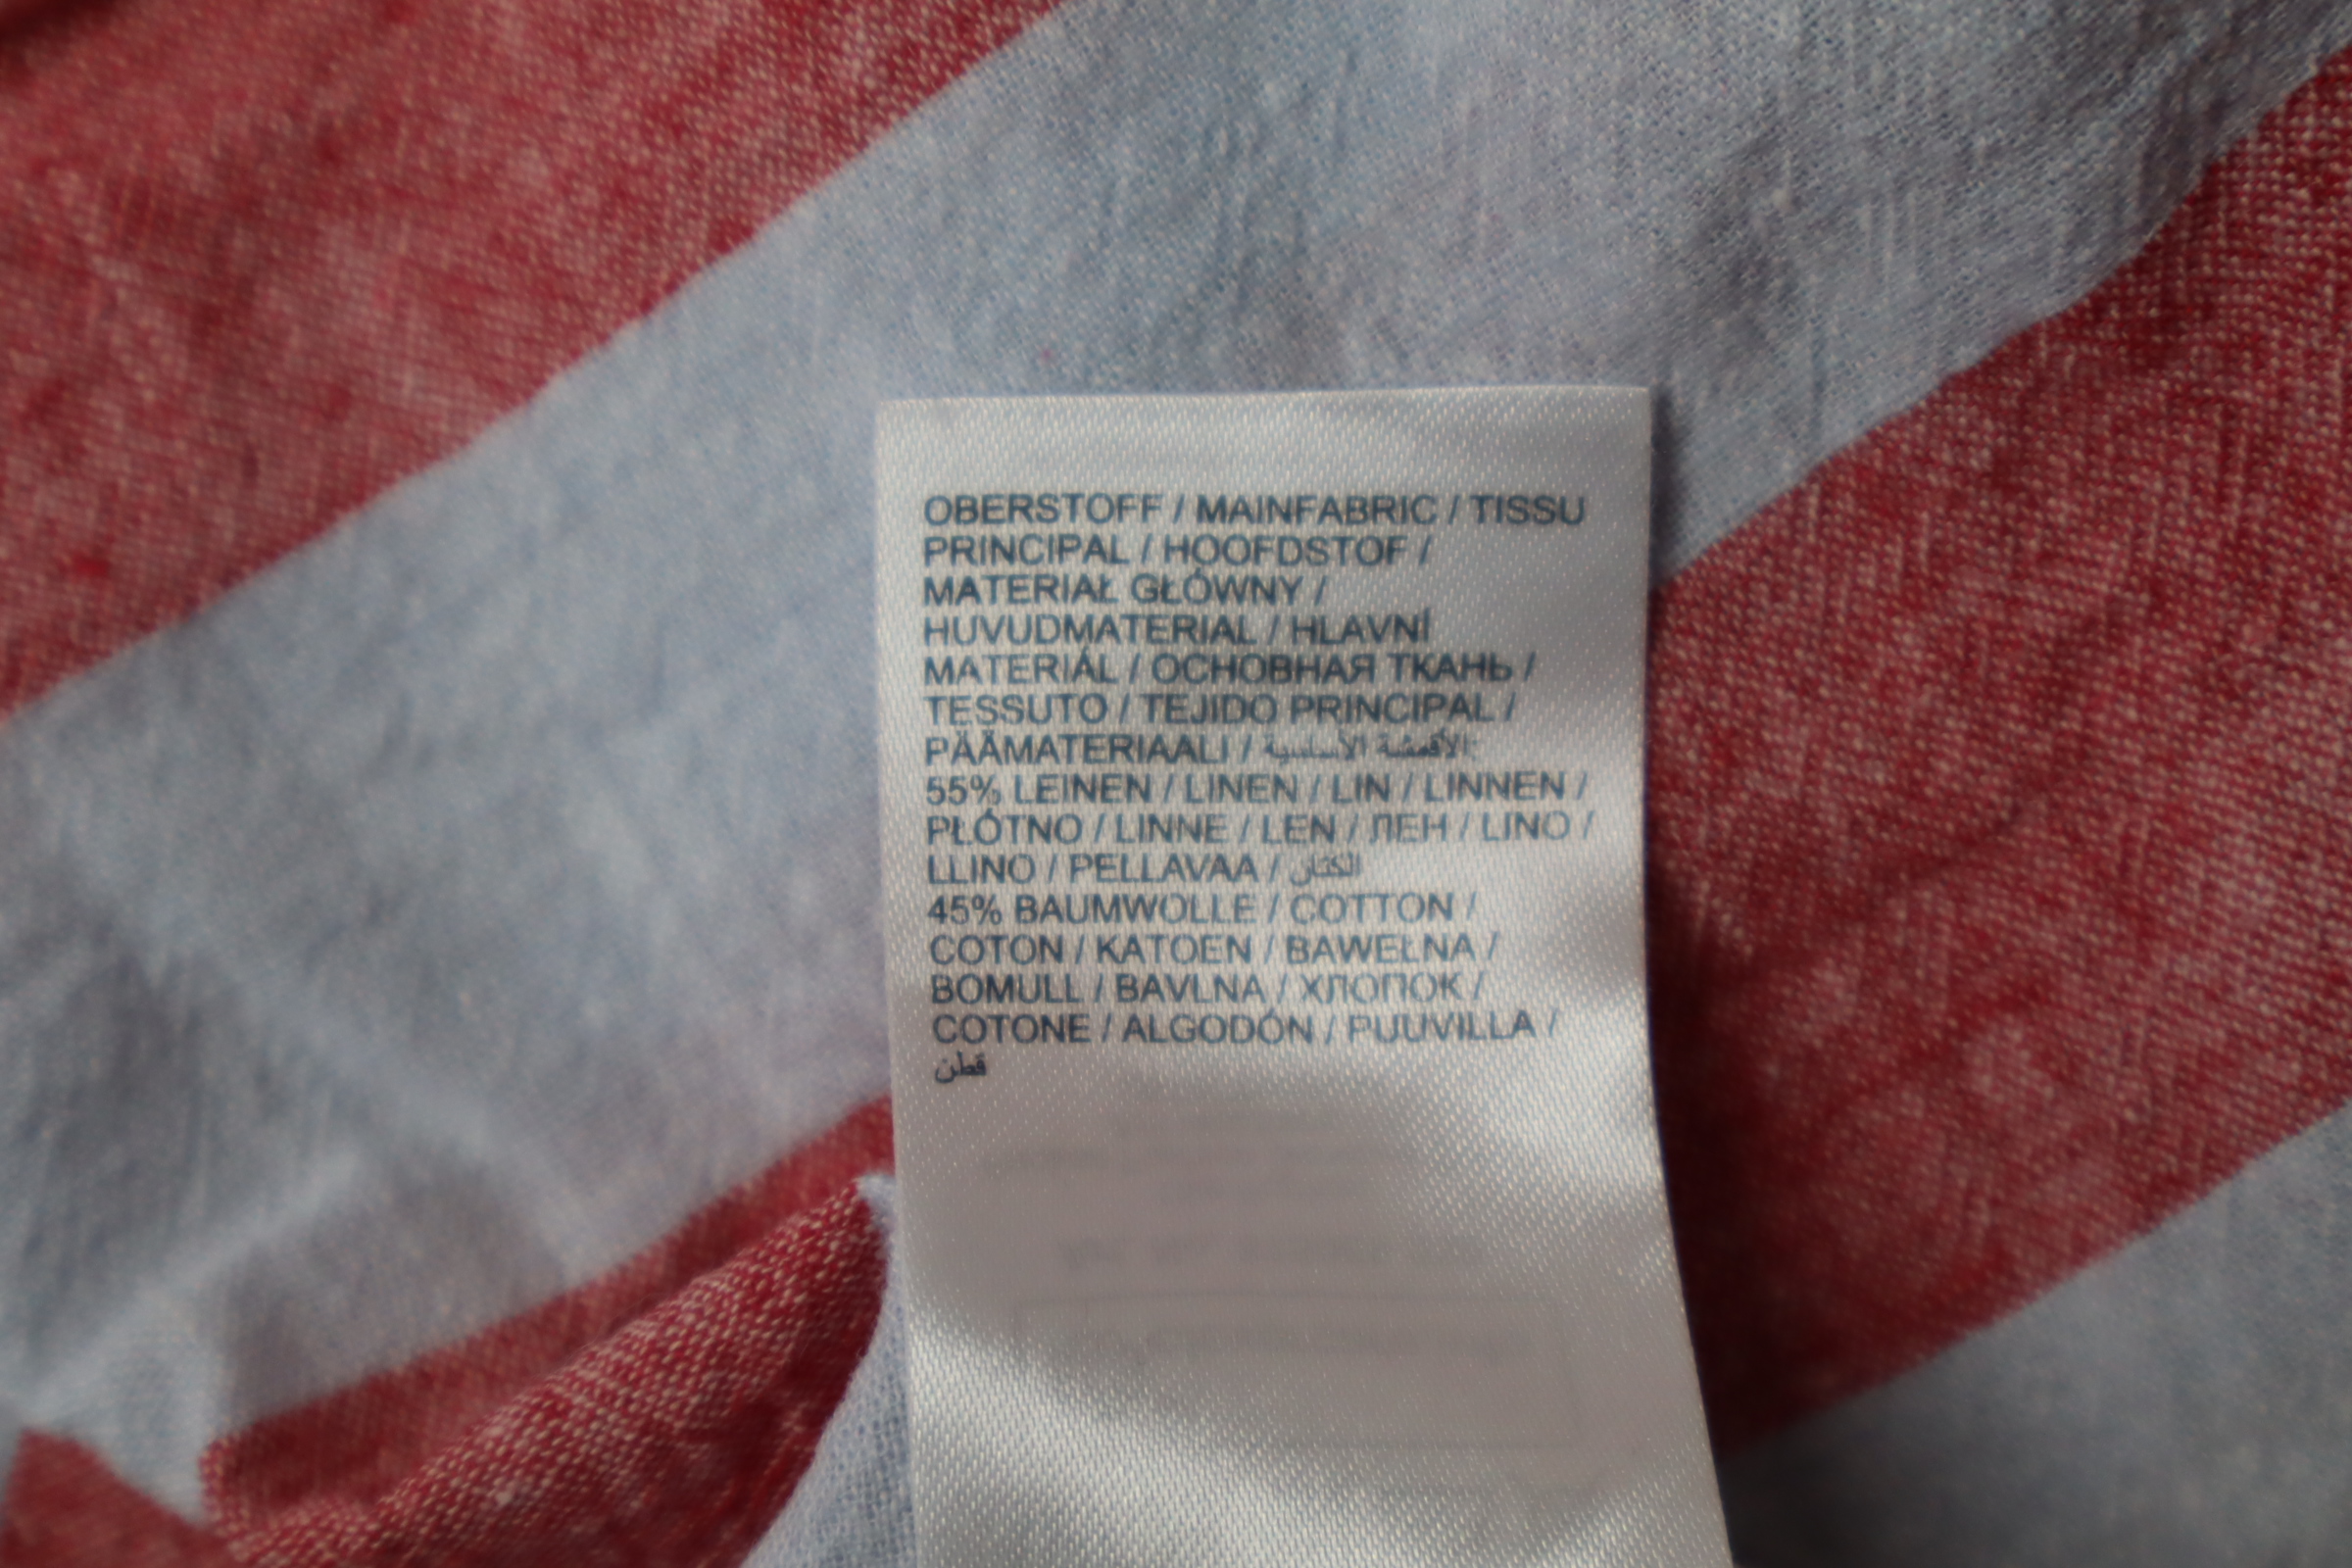 OBERSTOFF / MAINFABRIC / TISSU
PRINCIPAL / HOOFDSTOF /
MATERIAŁ GŁÓWNY /
HUVUDMATERIAL / HLAVNÍ
MATERIÁL / ОСНОВНАЯ ТКАНЬ /
TESSUTO / TEJIDO PRINCIPAL /
PÄÄMATERIAALI / الأقمشة الأساسية:
55% LEINEN / LINEN / LIN / LINNEN /
PŁÓTNO / LINNE / LEN / ЛЕН / LINO /
LLINO / PELLAVAA / الكتان
45% BAUMWOLLE / COTTON /
COTON / KATOEN / BAWEŁNA /
BOMULL / BAVLNA / ХЛОПОК /
COTONE / ALGODÓN / PUUVILLA /
قطن